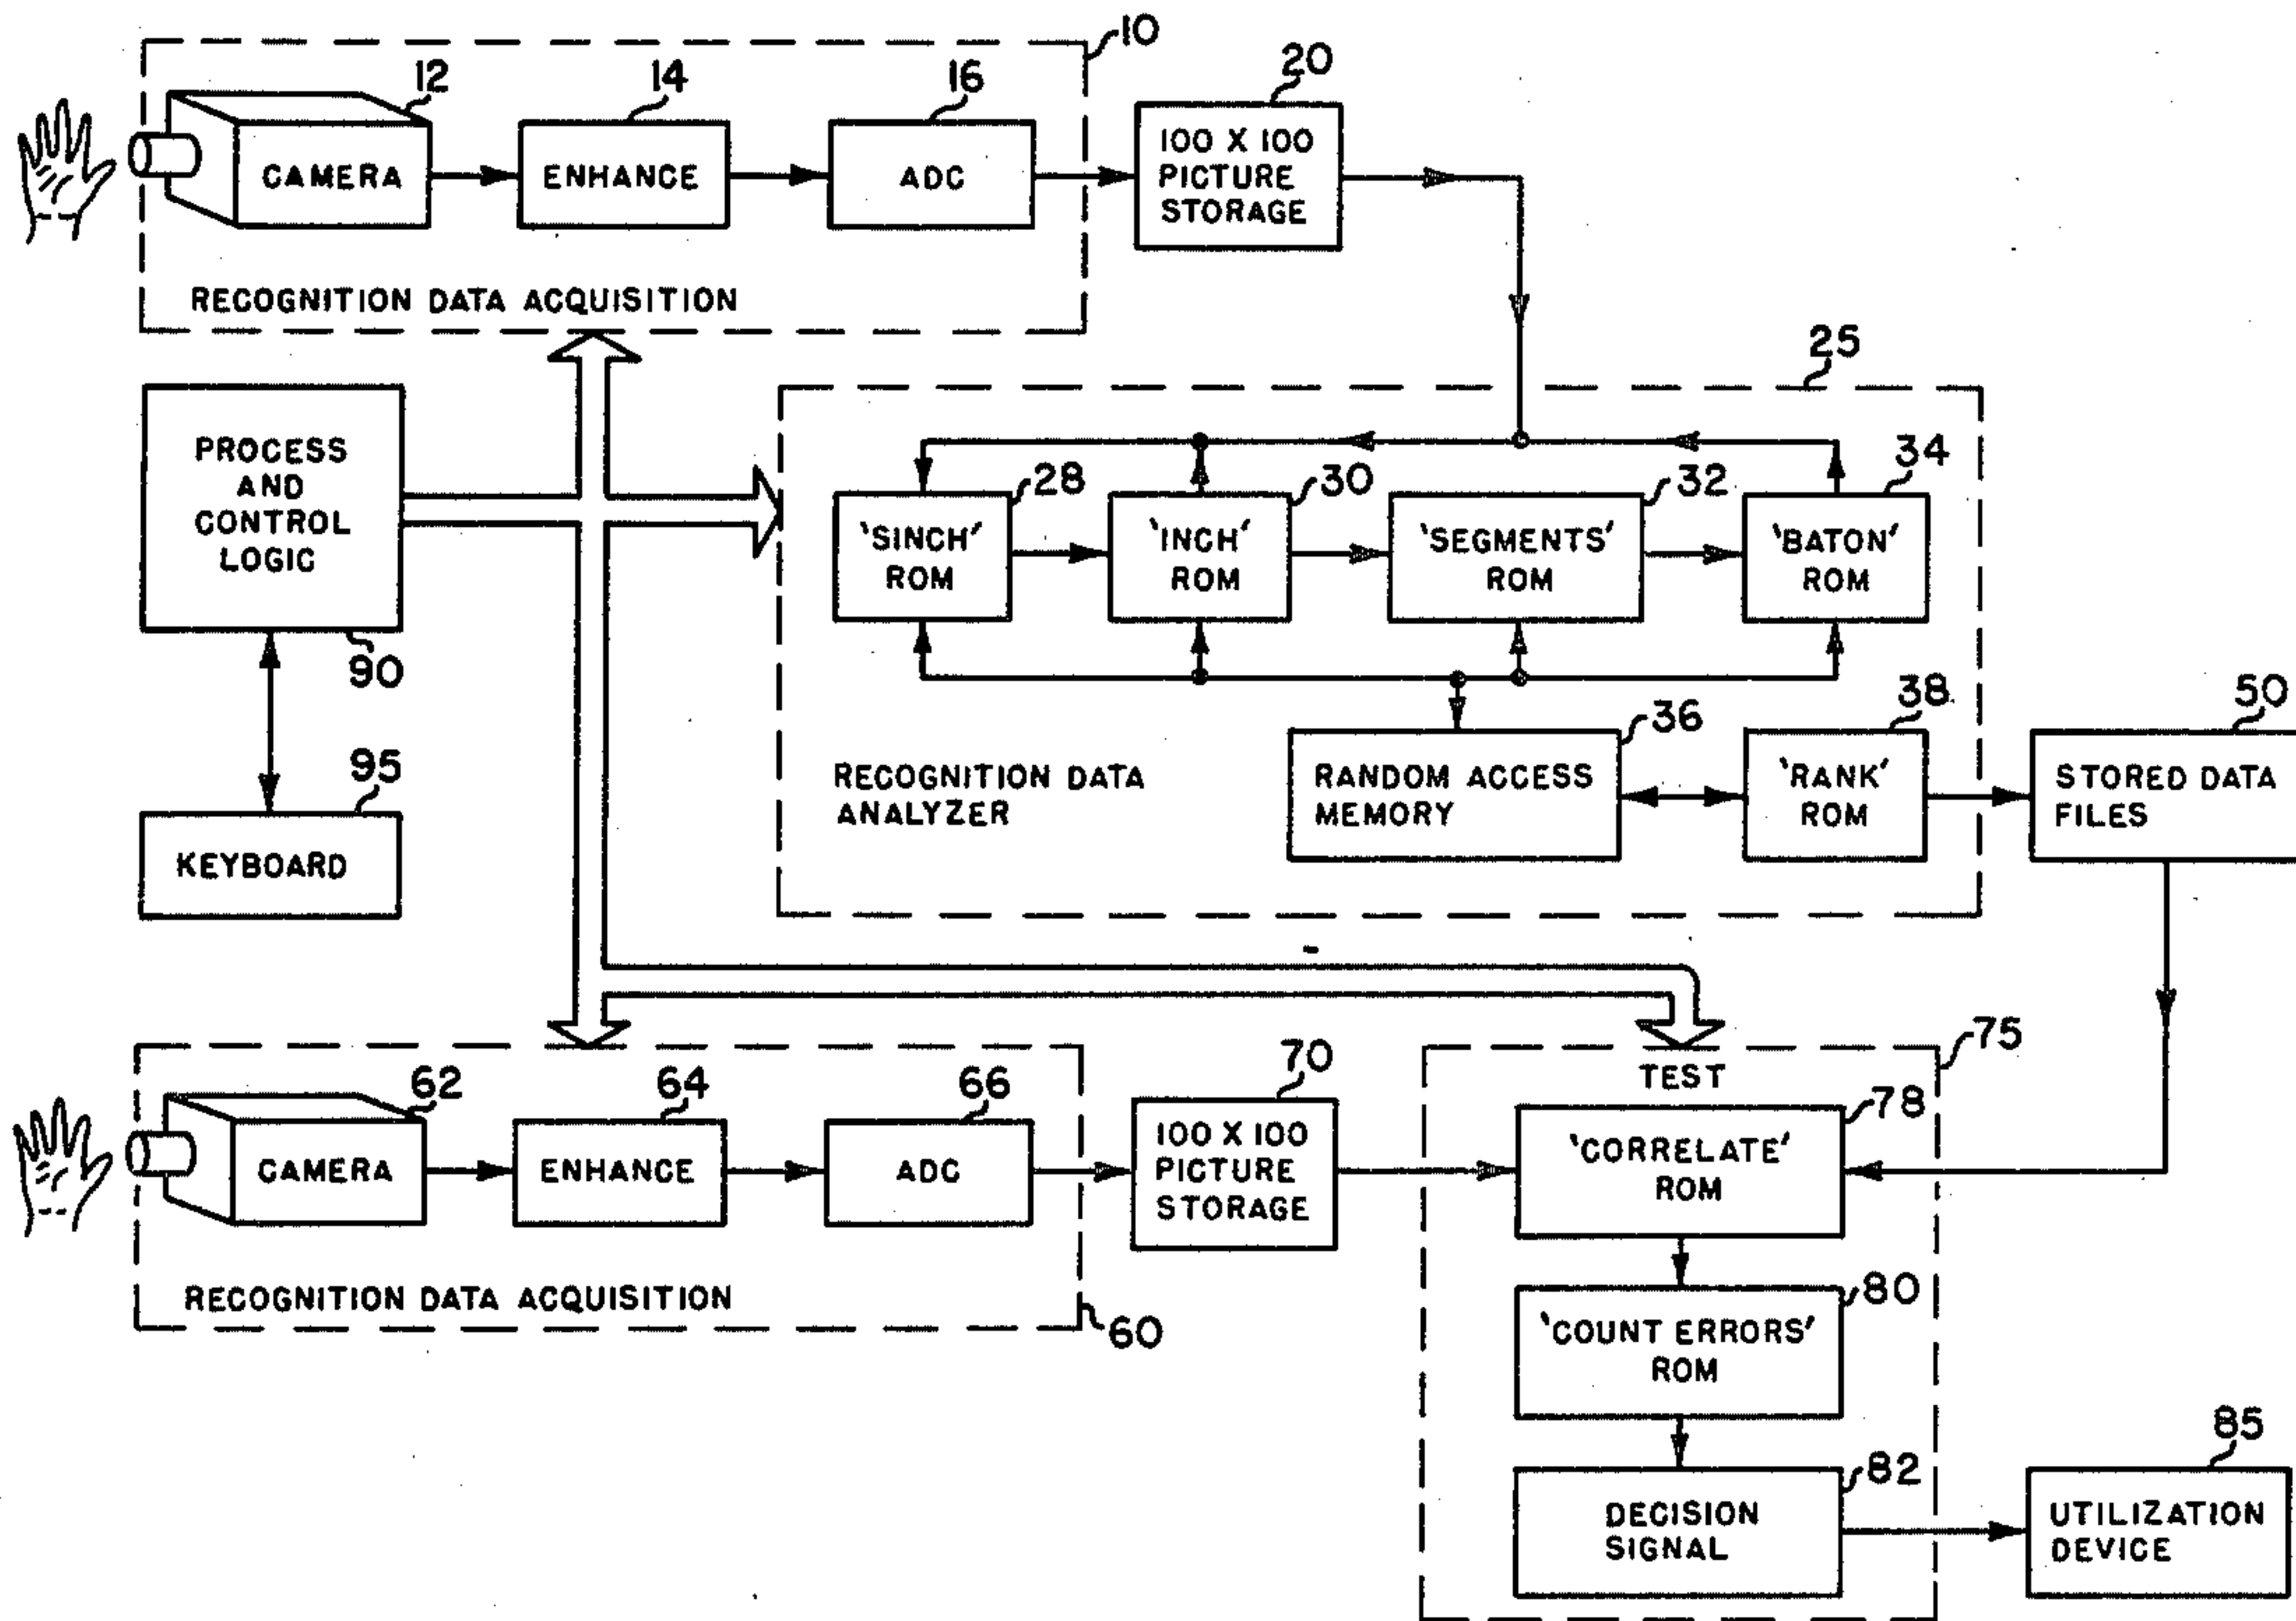 10
12
14
16
20
CAMERA
ENHANCE
ADC
100 X 100
PICTURE
STORAGE
RECOGNITION DATA ACQUISITION
25
PROCESS
AND
CONTROL
LOGIC
90
95
KEYBOARD
28
30
32
34
'SINCH'
ROM
'INCH'
ROM
'SEGMENTS'
ROM
'BATON'
ROM
36
38
50
RECOGNITION DATA
ANALYZER
RANDOM ACCESS
MEMORY
'RANK'
ROM
STORED DATA
FILES
62
64
66
70
CAMERA
ENHANCE
ADC
100 X 100
PICTURE
STORAGE
RECOGNITION DATA ACQUISITION
60
75
TEST
78
'CORRELATE'
ROM
80
'COUNT ERRORS'
ROM
82
DECISION
SIGNAL
85
UTILIZATION
DEVICE